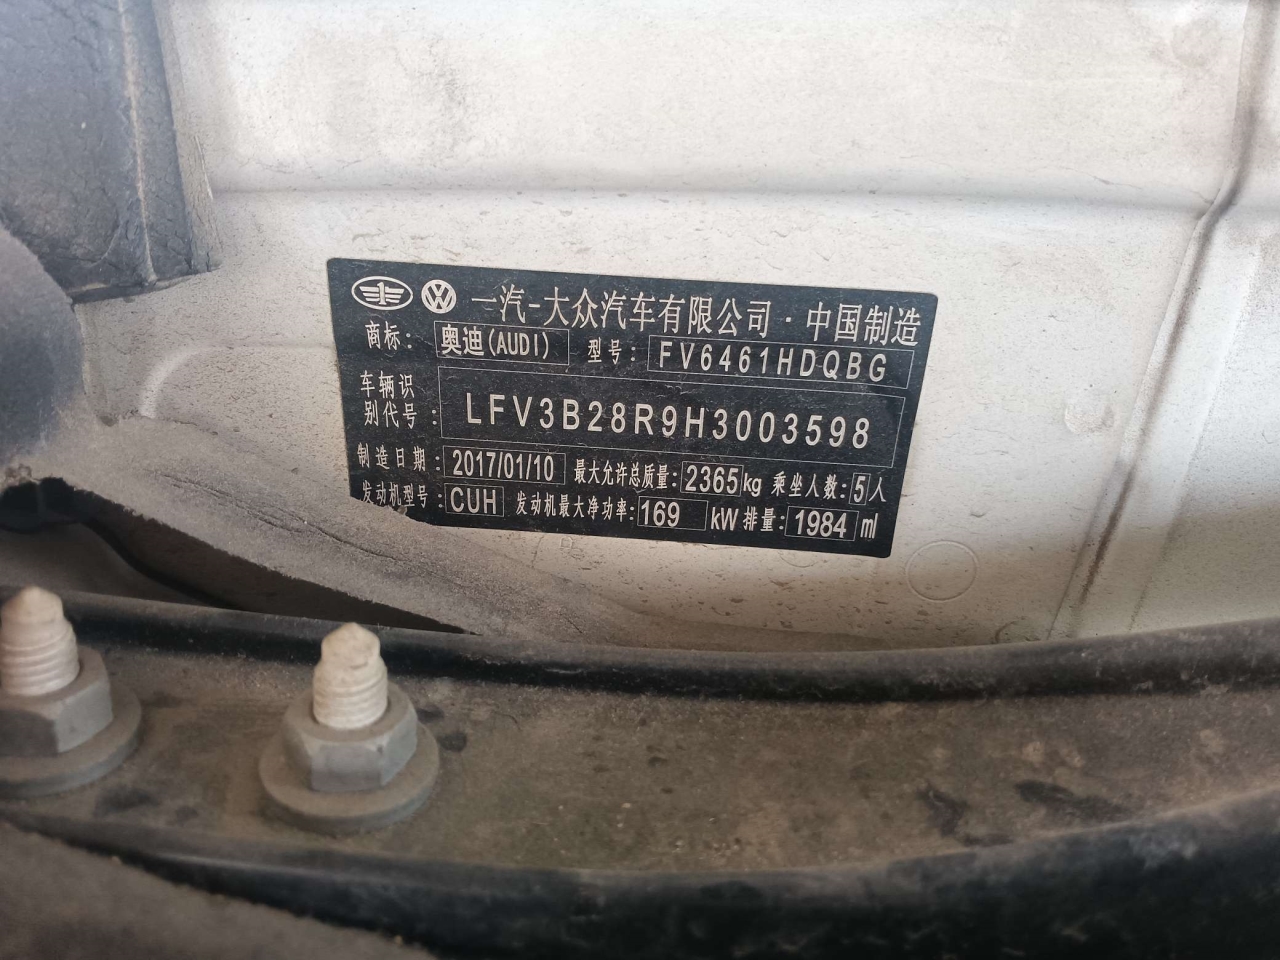 一汽-大众汽车有限公司·中国制造
商标: 奥迪(AUDI) 型号: FV6461HDQBG
车辆识
别代号: LFV3B28R9H3003598
制造日期: 2017/01/10 最大允许总质量: 2365kg 乘坐人数: 5人
发动机型号: CUH 发动机最大净功率: 169 kW 排量: 1984 ml